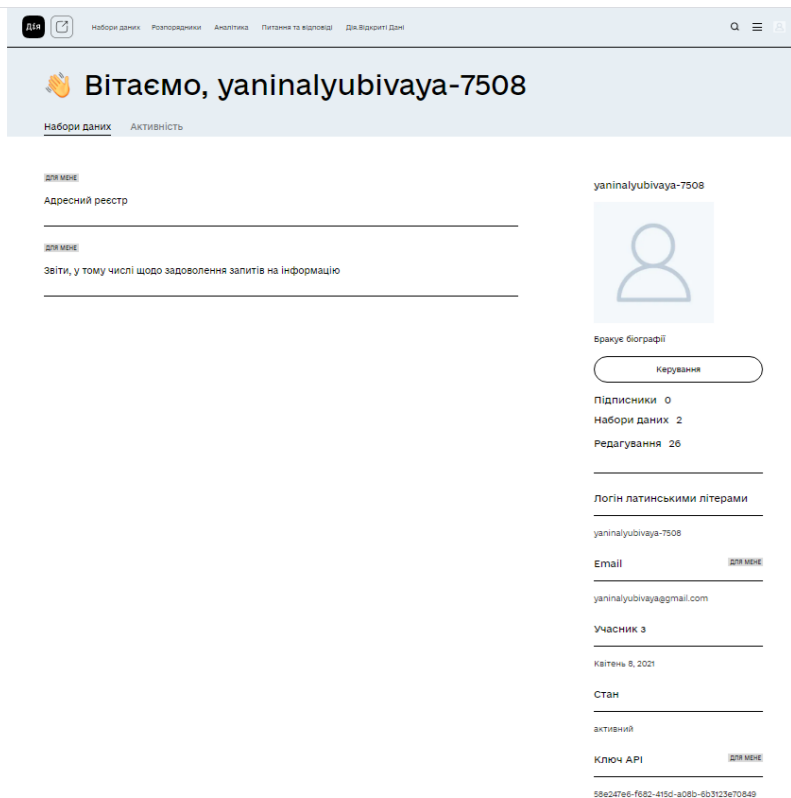 Дія
Набори даних Розпорядники Аналітика Питання та відповіді Дія.Відкриті Дані
Вітаємо, yaninalyubivaya-7508
Набори даних Активність
ДЛЯ МЕНЕ
Адресний реєстр
ДЛЯ МЕНЕ
Звіти, у тому числі щодо задоволення запитів на інформацію
yaninalyubivaya-7508
Бракує біографії
Керування
Підписники 0
Набори даних 2
Редагування 26
Логін латинськими літерами
yaninalyubivaya-7508
Email ДЛЯ МЕНЕ
yaninalyubivaya@gmail.com
Учасник з
Квітень 8, 2021
Стан
активний
Ключ API ДЛЯ МЕНЕ
58e247e6-f682-415d-a08b-6b3123e70849